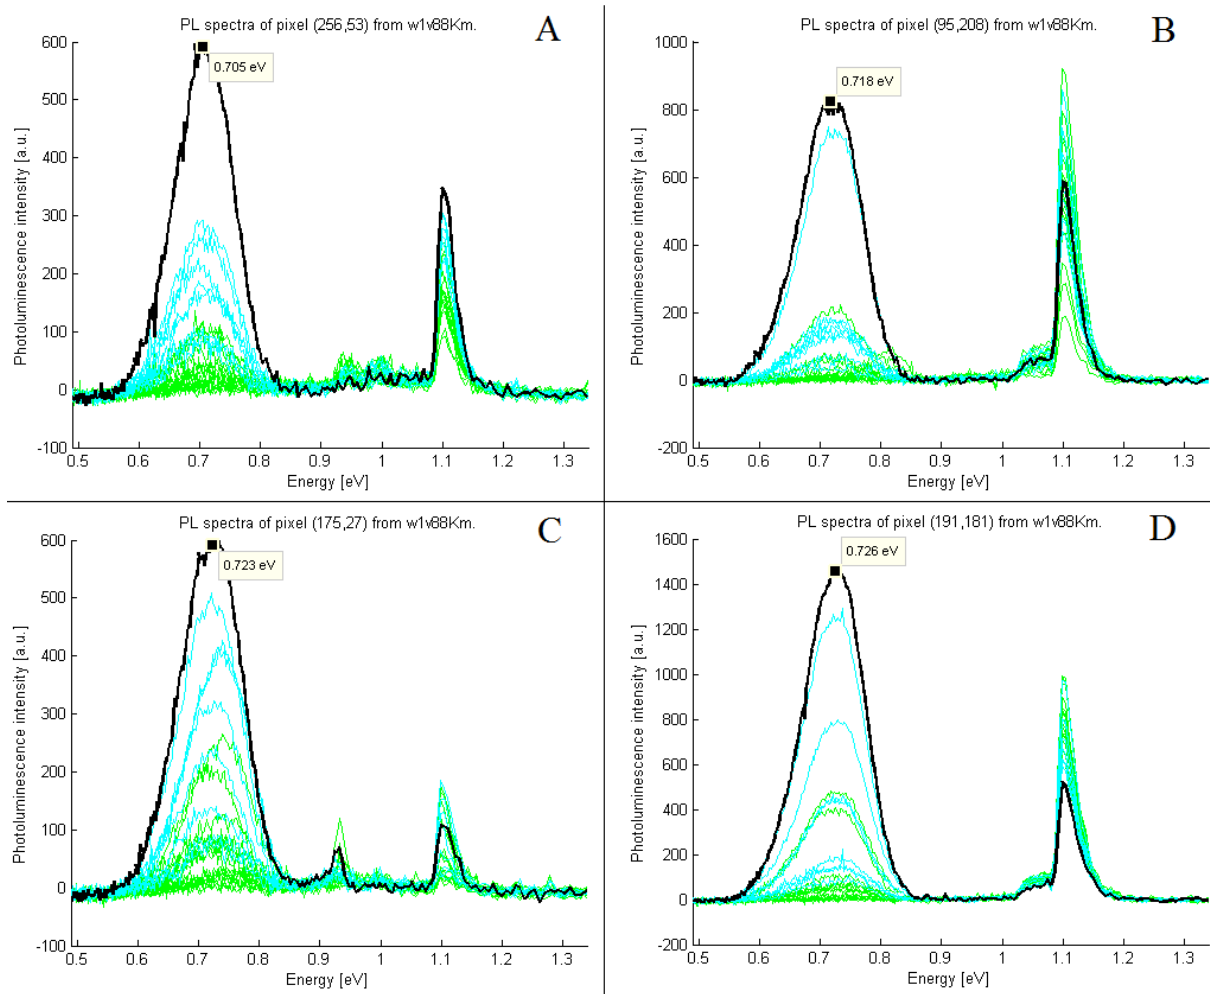 PL spectra of pixel (256,53) from w1v88Km.
A
600
500
400
300
200
100
0
-100
0.705 eV
Photoluminescence intensity [a.u.]
0.5 0.6 0.7 0.8 0.9 1 1.1 1.2 1.3
Energy [eV]
PL spectra of pixel (95,208) from w1v88Km.
B
1000
800
600
400
200
0
-200
0.718 eV
Photoluminescence intensity [a.u.]
0.5 0.6 0.7 0.8 0.9 1 1.1 1.2 1.3
Energy [eV]
PL spectra of pixel (175,27) from w1v88Km.
C
600
500
400
300
200
100
0
-100
0.723 eV
Photoluminescence intensity [a.u.]
0.5 0.6 0.7 0.8 0.9 1 1.1 1.2 1.3
Energy [eV]
PL spectra of pixel (191,181) from w1v88Km.
D
1600
1400
1200
1000
800
600
400
200
0
-200
0.726 eV
Photoluminescence intensity [a.u.]
0.5 0.6 0.7 0.8 0.9 1 1.1 1.2 1.3
Energy [eV]